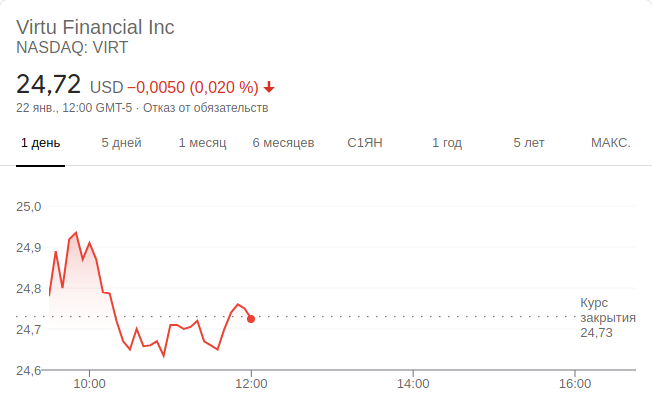 Virtu Financial Inc
NASDAQ: VIRT
24,72 USD −0,0050 (0,020 %)
22 янв., 12:00 GMT-5 · Отказ от обязательств
1 день 5 дней 1 месяц 6 месяцев С1ЯН 1 год 5 лет МАКС.
25,0
24,9
24,8
24,7
24,6
Курс
закрытия
24,73
10:00 12:00 14:00 16:00